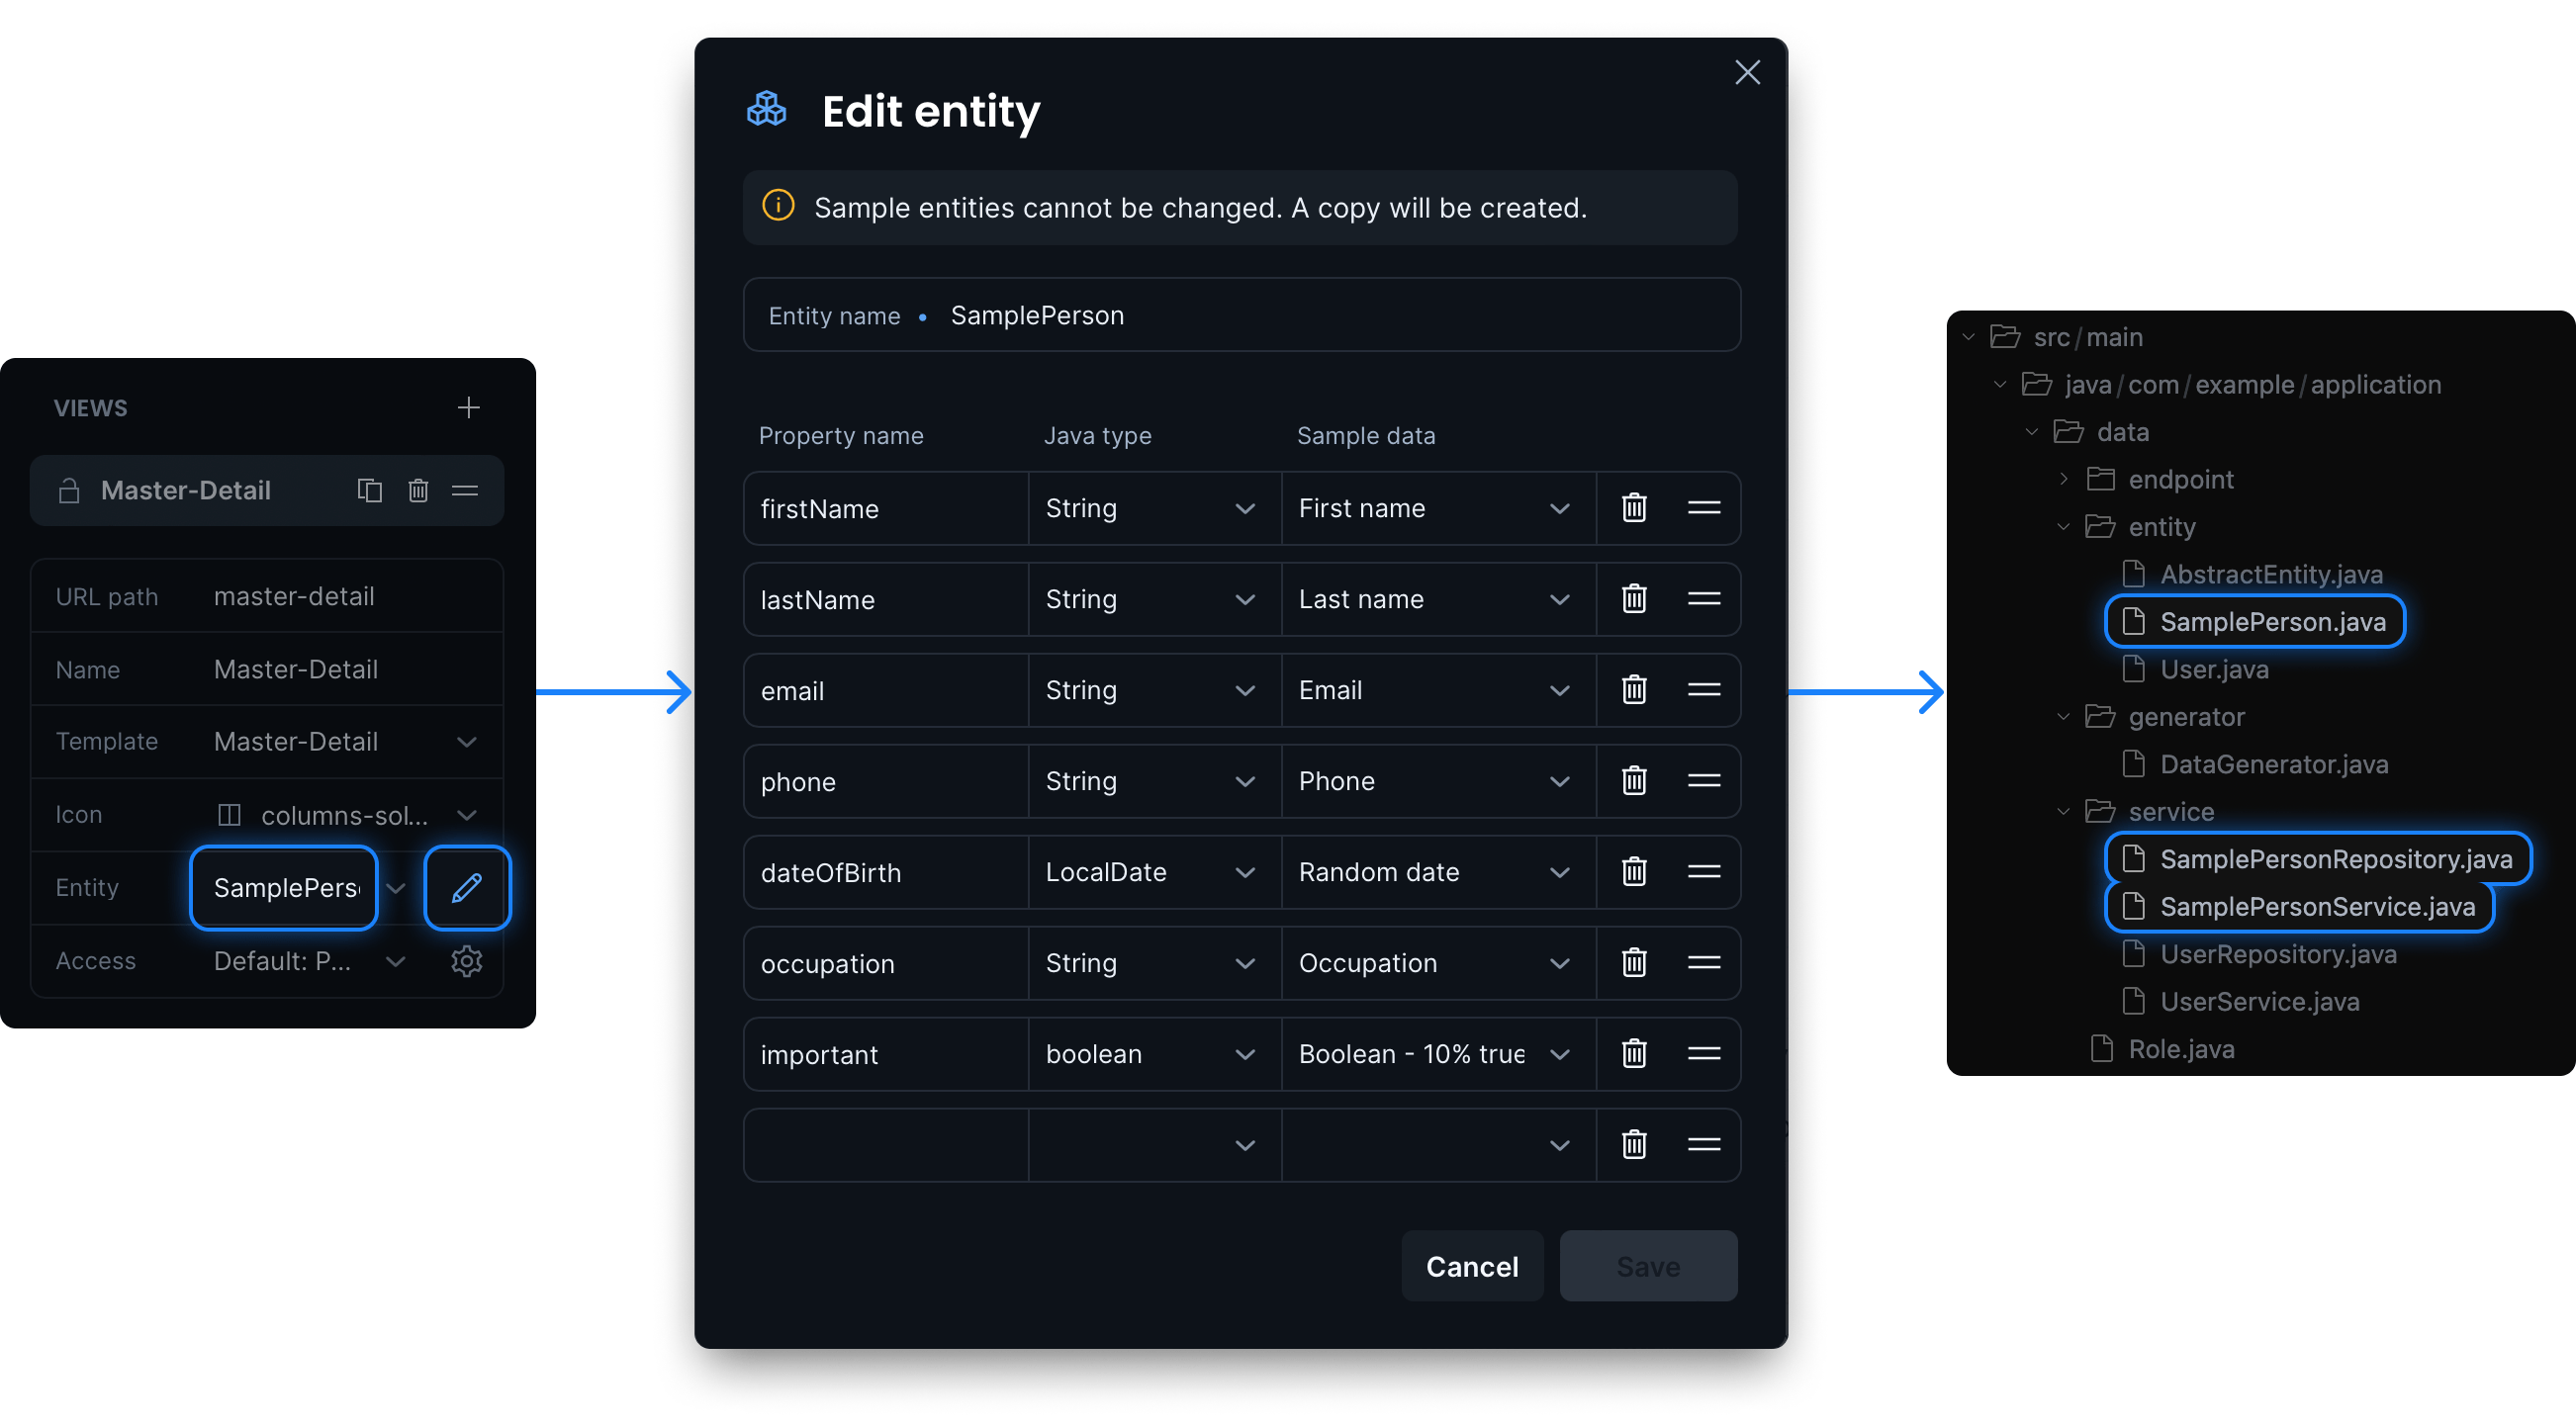 VIEWS
Master-Detail
URL path master-detail
Name Master-Detail
Template Master-Detail
Icon columns-sol...
Entity SamplePers
Access Default: P...
Edit entity
Sample entities cannot be changed. A copy will be created.
Entity name • SamplePerson
Property name Java type Sample data
firstName String First name
lastName String Last name
email String Email
phone String Phone
dateOfBirth LocalDate Random date
occupation String Occupation
important boolean Boolean - 10% true
Cancel Save
src/main
java/com/example/application
data
endpoint
entity
AbstractEntity.java
SamplePerson.java
User.java
generator
DataGenerator.java
service
SamplePersonRepository.java
SamplePersonService.java
UserRepository.java
UserService.java
Role.java